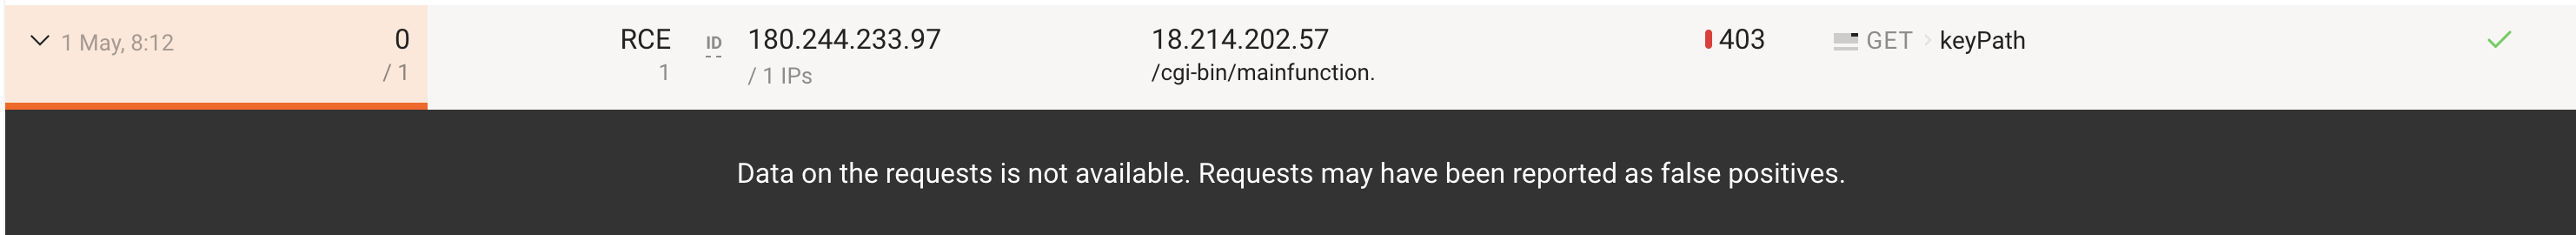 1 May, 8:12 0 RCE ID 180.244.233.97 18.214.202.57 403 GET keyPath
/ 1 1 / 1 IPs /cgi-bin/mainfunction.
Data on the requests is not available. Requests may have been reported as false positives.